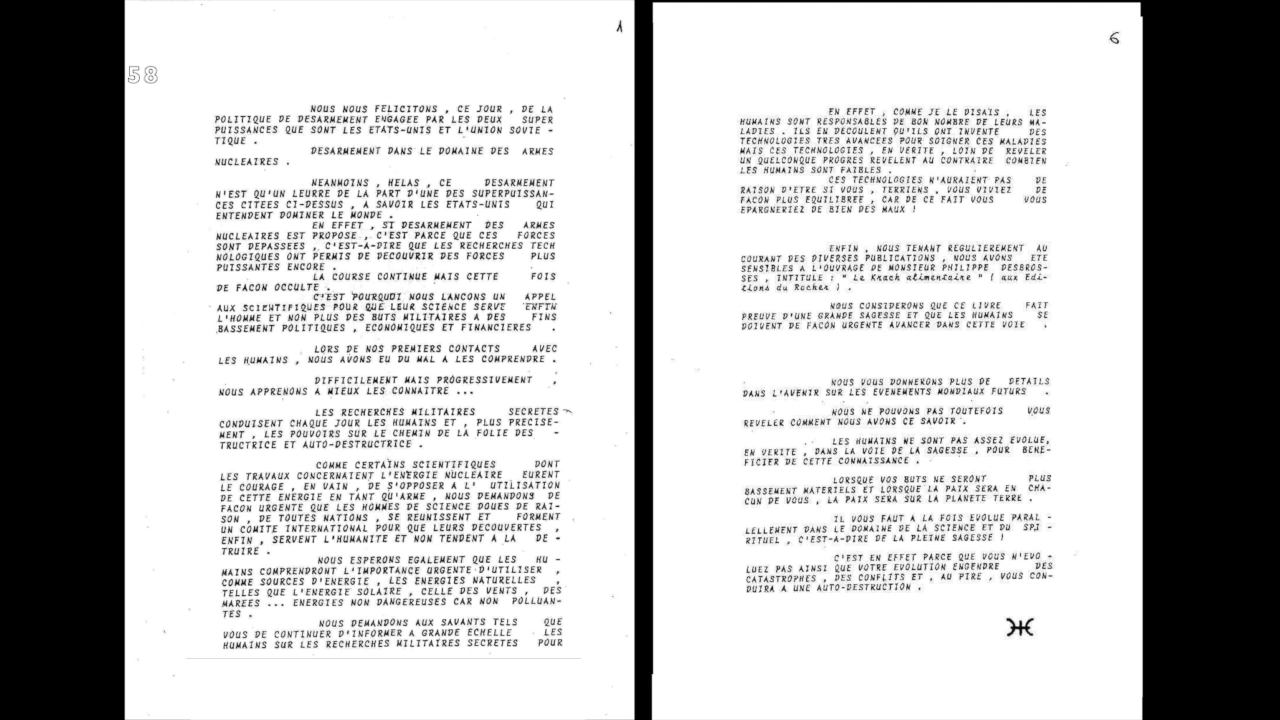 1
58
NOUS NOUS FELICITONS , CE JOUR , DE LA
POLITIQUE DE DESARMEMENT ENGAGEE PAR LES DEUX SUPER
PUISSANCES QUE SONT LES ETATS-UNIS ET L'UNION SOVIE -
TIQUE .
DESARMEMENT DANS LE DOMAINE DES ARMES
NUCLEAIRES .
NEANMOINS , HELAS , CE DESARMEMENT
N'EST QU'UN LEURRE DE LA PART D'UNE DES SUPERPUISSAN-
CES CITEES CI-DESSUS , A SAVOIR LES ETATS-UNIS QUI
ENTENDENT DOMINER LE MONDE .
EN EFFET , SI DESARMEMENT DES ARMES
NUCLEAIRES EST PROPOSE , C'EST PARCE QUE CES FORCES
SONT DEPASSEES , C'EST-A-DIRE QUE LES RECHERCHES TECH
NOLOGIQUES ONT PERMIS DE DECOUVRIR DES FORCES PLUS
PUISSANTES ENCORE .
LA COURSE CONTINUE MAIS CETTE FOIS
DE FACON OCCULTE .
C'EST POURQUOI NOUS LANCONS UN APPEL
AUX SCIENTIFIQUES POUR QUE LEUR SCIENCE SERVE ENFIN
L'HOMME ET NON PLUS DES BUTS MILITAIRES A DES FINS
BASSEMENT POLITIQUES , ECONOMIQUES ET FINANCIERES .
LORS DE NOS PREMIERS CONTACTS AVEC
LES HUMAINS , NOUS AVONS EU DU MAL A LES COMPRENDRE .
DIFFICILEMENT MAIS PROGRESSIVEMENT ,
NOUS APPRENONS A MIEUX LES CONNAITRE ...
LES RECHERCHES MILITAIRES SECRETES
CONDUISENT CHAQUE JOUR LES HUMAINS ET , PLUS PRECISE-
MENT , LES POUVOIRS SUR LE CHEMIN DE LA FOLIE DES -
TRUCTRICE ET AUTO-DESTRUCTRICE .
COMME CERTAINS SCIENTIFIQUES DONT
LES TRAVAUX CONCERNAIENT L'ENERGIE NUCLEAIRE EURENT
LE COURAGE , EN VAIN , DE S'OPPOSER A L' UTILISATION
DE CETTE ENERGIE EN TANT QU'ARME , NOUS DEMANDONS DE
FACON URGENTE QUE LES HOMMES DE SCIENCE DOUES DE RAI-
SON , DE TOUTES NATIONS , SE REUNISSENT ET FORMENT
UN COMITE INTERNATIONAL POUR QUE LEURS DECOUVERTES ,
ENFIN , SERVENT L'HUMANITE ET NON TENDENT A LA DE -
TRUIRE .
NOUS ESPERONS EGALEMENT QUE LES HU -
MAINS COMPRENDRONT L'IMPORTANCE URGENTE D'UTILISER ,
COMME SOURCES D'ENERGIE , LES ENERGIES NATURELLES ,
TELLES QUE L'ENERGIE SOLAIRE , CELLE DES VENTS , DES
MAREES ... ENERGIES NON DANGEREUSES CAR NON POLLUAN-
TES .
NOUS DEMANDONS AUX SAVANTS TELS QUE
VOUS DE CONTINUER D'INFORMER A GRANDE ECHELLE LES
HUMAINS SUR LES RECHERCHES MILITAIRES SECRETES POUR
6
EN EFFET , COMME JE LE DISAIS , LES
HUMAINS SONT RESPONSABLES DE BON NOMBRE DE LEURS MA-
LADIES . ILS EN DECOULENT QU'ILS ONT INVENTE DES
TECHNOLOGIES TRES AVANCEES POUR SOIGNER CES MALADIES
MAIS CES TECHNOLOGIES , EN VERITE , LOIN DE REVELER
UN QUELCONQUE PROGRES REVELENT AU CONTRAIRE COMBIEN
LES HUMAINS SONT FAIBLES .
CES TECHNOLOGIES N'AURAIENT PAS DE
RAISON D'ETRE SI VOUS , TERRIENS , VOUS VIVIEZ DE
FACON PLUS EQUILIBREE , CAR DE CE FAIT VOUS VOUS
EPARGNERIEZ DE BIEN DES MAUX !
ENFIN , NOUS TENANT REGULIEREMENT AU
COURANT DES DIVERSES PUBLICATIONS , NOUS AVONS ETE
SENSIBLES A L'OUVRAGE DE MONSIEUR PHILIPPE DESBROS-
SES , INTITULE : " Le Krach alimentaire " ( aux Edi-
tions du Rocher ) .
NOUS CONSIDERONS QUE CE LIVRE FAIT
PREUVE D'UNE GRANDE SAGESSE ET QUE LES HUMAINS SE
DOIVENT DE FACON URGENTE AVANCER DANS CETTE VOIE .
NOUS VOUS DONNERONS PLUS DE DETAILS
DANS L'AVENIR SUR LES EVENEMENTS MONDIAUX FUTURS .
NOUS NE POUVONS PAS TOUTEFOIS VOUS
REVELER COMMENT NOUS AVONS CE SAVOIR .
LES HUMAINS NE SONT PAS ASSEZ EVOLUE,
EN VERITE , DANS LA VOIE DE LA SAGESSE , POUR BENE-
FICIER DE CETTE CONNAISSANCE .
LORSQUE VOS BUTS NE SERONT PLUS
BASSEMENT MATERIELS ET LORSQUE LA PAIX SERA EN CHA-
CUN DE VOUS , LA PAIX SERA SUR LA PLANETE TERRE .
IL VOUS FAUT A LA FOIS EVOLUE PARAL -
LELLEMENT DANS LE DOMAINE DE LA SCIENCE ET DU SPI -
RITUEL , C'EST-A-DIRE DE LA PLEINE SAGESSE !
C'EST EN EFFET PARCE QUE VOUS N'EVO -
LUEZ PAS AINSI QUE VOTRE EVOLUTION ENGENDRE DES
CATASTROPHES , DES CONFLITS ET , AU PIRE , VOUS CON-
DUIRA A UNE AUTO-DESTRUCTION .